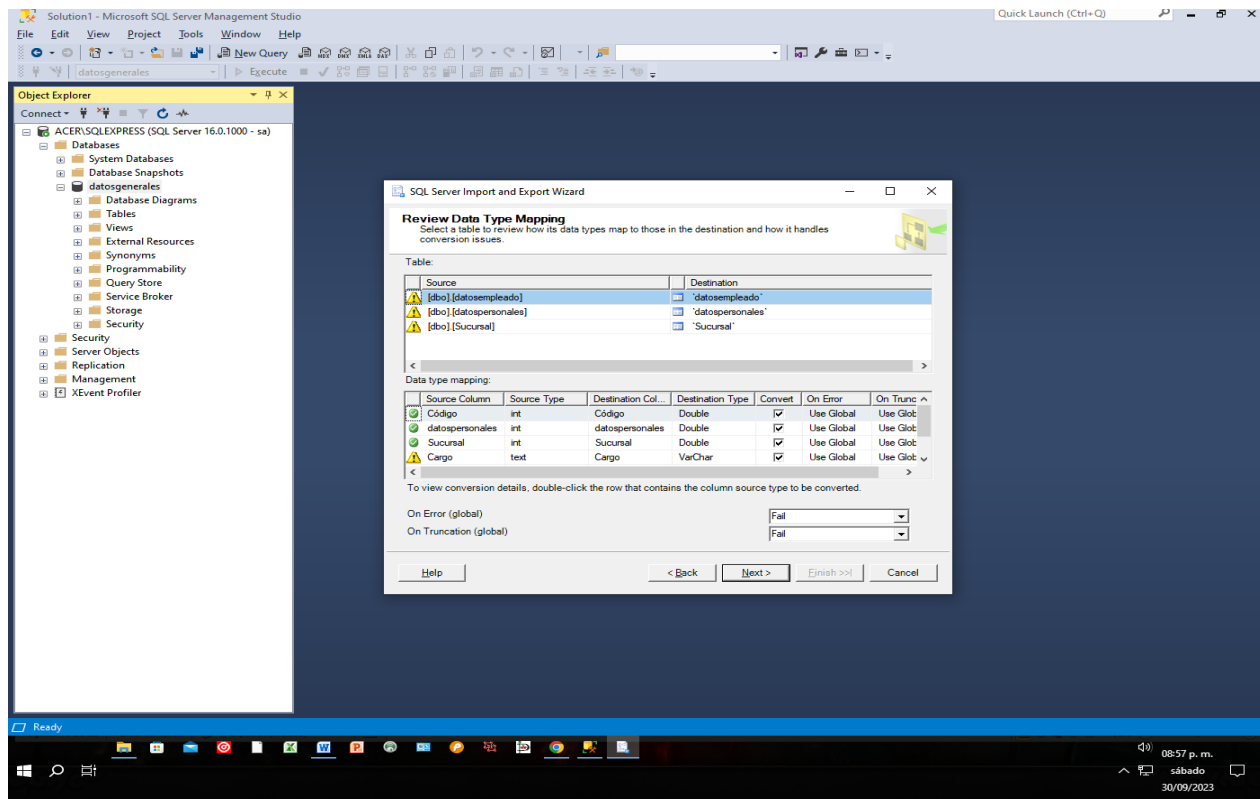 Solution1 - Microsoft SQL Server Management Studio
Quick Launch (Ctrl+Q)
File Edit View Project Tools Window Help
New Query
MDX DMX XMLA DAX
datosgenerales
Execute
Object Explorer
Connect
ACER\SQLEXPRESS (SQL Server 16.0.1000 - sa)
Databases
System Databases
Database Snapshots
datosgenerales
Database Diagrams
Tables
Views
External Resources
Synonyms
Programmability
Query Store
Service Broker
Storage
Security
Security
Server Objects
Replication
Management
XEvent Profiler
SQL Server Import and Export Wizard
Review Data Type Mapping
Select a table to review how its data types map to those in the destination and how it handles
conversion issues.
Table:
Source Destination
[dbo].[datosempleado] `datosempleado`
[dbo].[datospersonales] `datospersonales`
[dbo].[Sucursal] `Sucursal`
Data type mapping:
Source Column Source Type Destination Col... Destination Type Convert On Error On Trunc
Código int Código Double Use Global Use Glob
datospersonales int datospersonales Double Use Global Use Glob
Sucursal int Sucursal Double Use Global Use Glob
Cargo text Cargo VarChar Use Global Use Glob
To view conversion details, double-click the row that contains the column source type to be converted.
On Error (global) Fail
On Truncation (global) Fail
Help < Back Next > Finish >>| Cancel
Ready
08:57 p. m.
sábado
30/09/2023